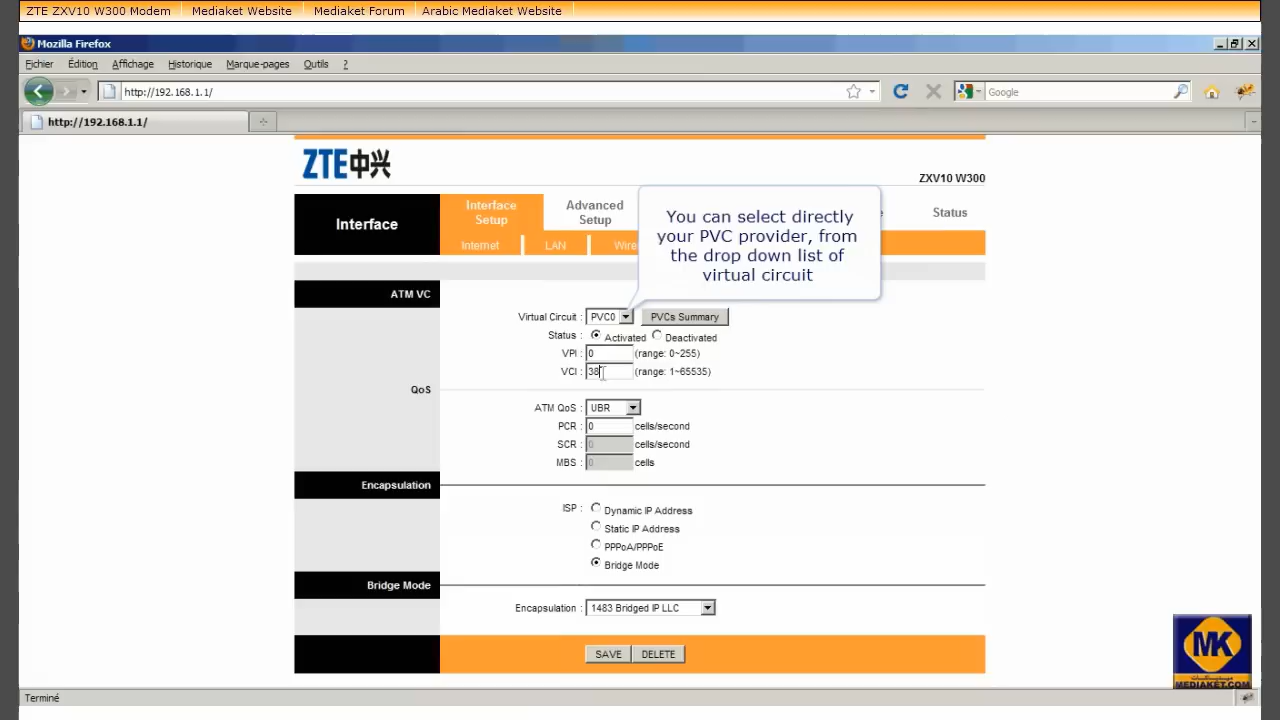 ZTE ZXV10 W300 Modem Mediaket Website Mediaket Forum Arabic Mediaket Website
Mozilla Firefox
Fichier Édition Affichage Historique Marque-pages Outils ?
http://192.168.1.1/ Google
http://192.168.1.1/
ZTE中兴
ZXV10 W300
Interface
Interface
Setup
Advanced
Setup
Status
Internet LAN
You can select directly
your PVC provider, from
the drop down list of
virtual circuit
ATM VC
Virtual Circuit : PVC0 PVCs Summary
Status : Activated Deactivated
VPI : 0 (range: 0~255)
VCI : 38 (range: 1~65535)
QoS
ATM QoS : UBR
PCR : 0 cells/second
SCR : 0 cells/second
MBS : 0 cells
Encapsulation
ISP : Dynamic IP Address
Static IP Address
PPPoA/PPPoE
Bridge Mode
Bridge Mode
Encapsulation : 1483 Bridged IP LLC
SAVE DELETE
MK
MEDIAKET.COM
Terminé